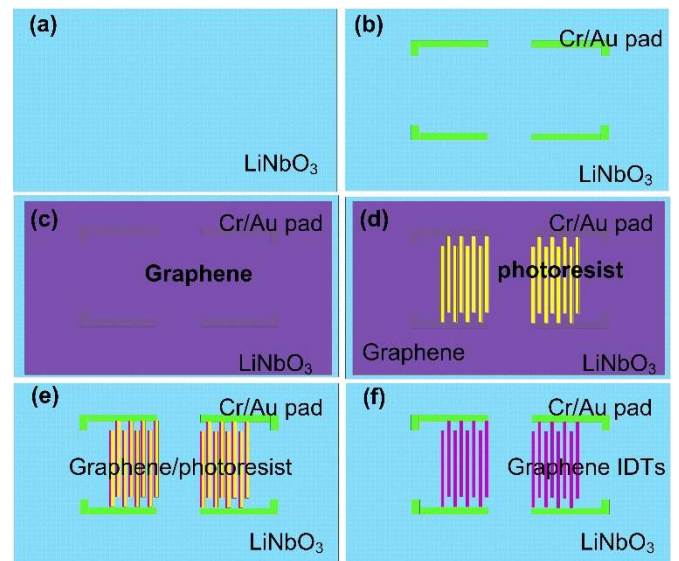 (a)
LiNbO₃
(b)
Cr/Au pad
LiNbO₃
(c)
Cr/Au pad
Graphene
LiNbO₃
(d)
Cr/Au pad
photoresist
Graphene
LiNbO₃
(e)
Cr/Au pad
Graphene/photoresist
LiNbO₃
(f)
Cr/Au pad
Graphene IDTs
LiNbO₃